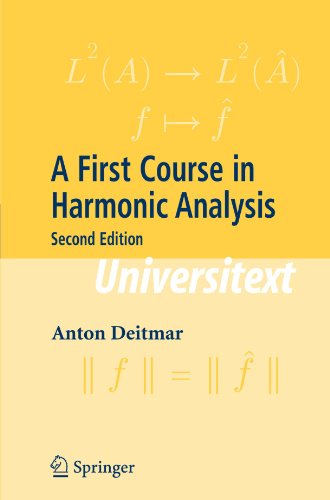 L²(A) → L²(Â)
f ↦ f̂
A First Course in
Harmonic Analysis
Second Edition
Universitext
Anton Deitmar
‖ f ‖ = ‖ f̂ ‖
Springer